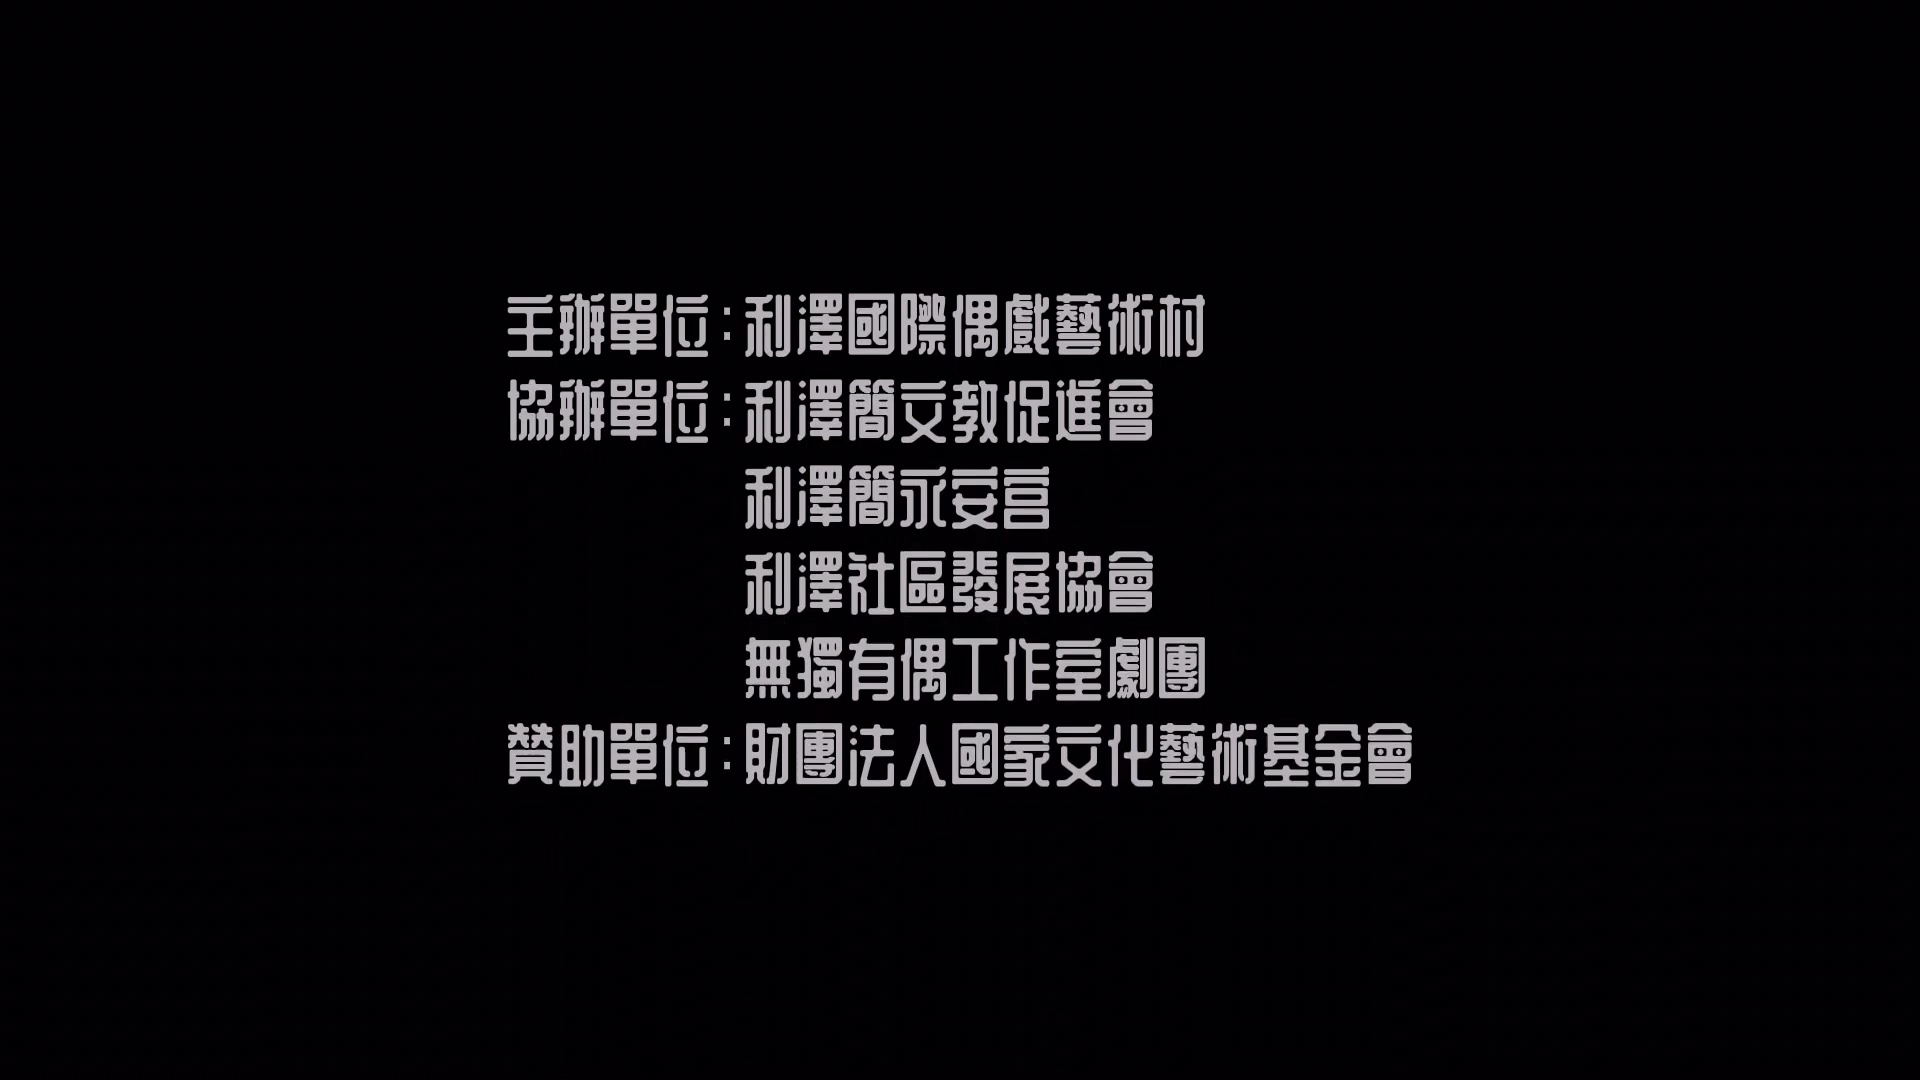 主辦單位:利澤國際偶戲藝術村
協辦單位:利澤簡文教促進會
利澤簡永安宮
利澤社區發展協會
無獨有偶工作室劇團
贊助單位:財團法人國家文化藝術基金會